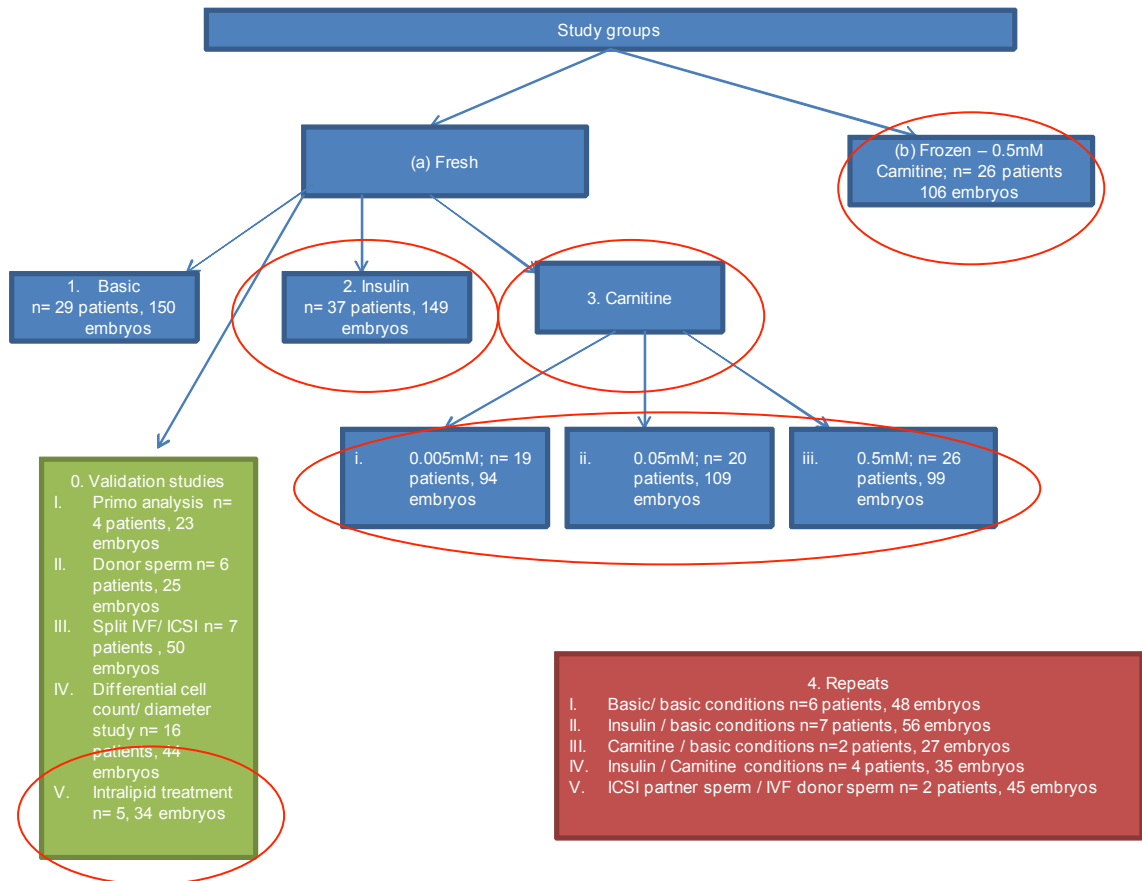 Study groups
(a) Fresh
(b) Frozen – 0.5mM
Carnitine; n= 26 patients
106 embryos
1. Basic
n= 29 patients, 150
embryos
2. Insulin
n= 37 patients, 149
embryos
3. Carnitine
i. 0.005mM; n= 19
patients, 94
embryos
ii. 0.05mM; n= 20
patients, 109
embryos
iii. 0.5mM; n= 26
patients, 99
embryos
0. Validation studies
I. Primo analysis n=
4 patients, 23
embryos
II. Donor sperm n= 6
patients, 25
embryos
III. Split IVF/ ICSI n= 7
patients , 50
embryos
IV. Differential cell
count/ diameter
study n= 16
patients, 44
embryos
V. Intralipid treatment
n= 5, 34 embryos
4. Repeats
I. Basic/ basic conditions n=6 patients, 48 embryos
II. Insulin / basic conditions n=7 patients, 56 embryos
III. Carnitine / basic conditions n=2 patients, 27 embryos
IV. Insulin / Carnitine conditions n= 4 patients, 35 embryos
V. ICSI partner sperm / IVF donor sperm n= 2 patients, 45 embryos